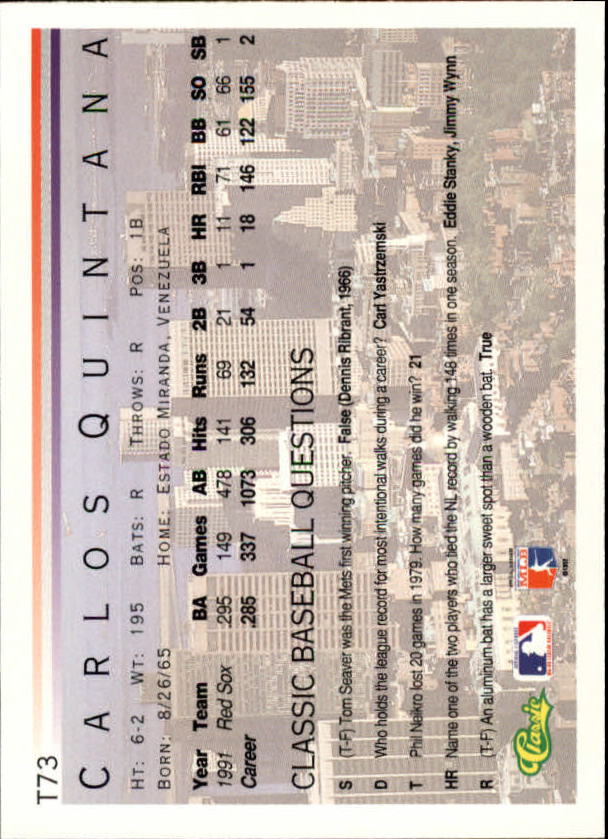 T73
CARLOS QUINTANA
HT: 6-2 WT: 195 BATS: R THROWS: R POS: 1B
BORN: 8/26/65 HOME: ESTADO MIRANDA, VENEZUELA
Year Team BA Games AB Hits Runs 2B 3B HR RBI BB SO SB
1991 Red Sox .295 149 478 141 69 21 1 11 71 61 66 1
Career .285 337 1073 306 132 54 1 18 146 122 155 2
CLASSIC BASEBALL QUESTIONS
S (T-F) Tom Seaver was the Mets first winning pitcher. False (Dennis Ribrant, 1966)
D Who holds the league record for most intentional walks during a career? Carl Yastrzemski
T Phil Neikro lost 20 games in 1979. How many games did he win? 21
HR Name one of the two players who tied the NL record by walking 148 times in one season. Eddie Stanky, Jimmy Wynn
R (T-F) An aluminum bat has a larger sweet spot than a wooden bat. True
Classic
MLB